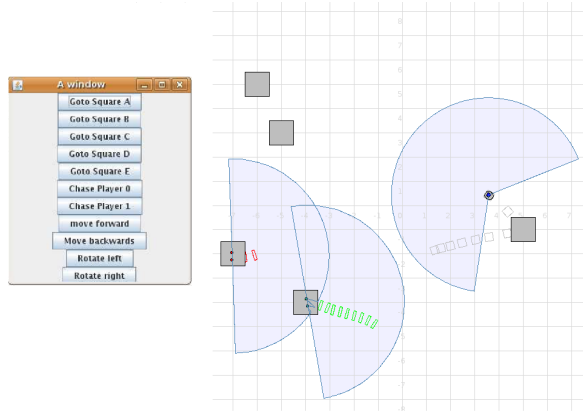 A window
Goto Square A
Goto Square B
Goto Square C
Goto Square D
Goto Square E
Chase Player 0
Chase Player 1
move forward
Move backwards
Rotate left
Rotate right